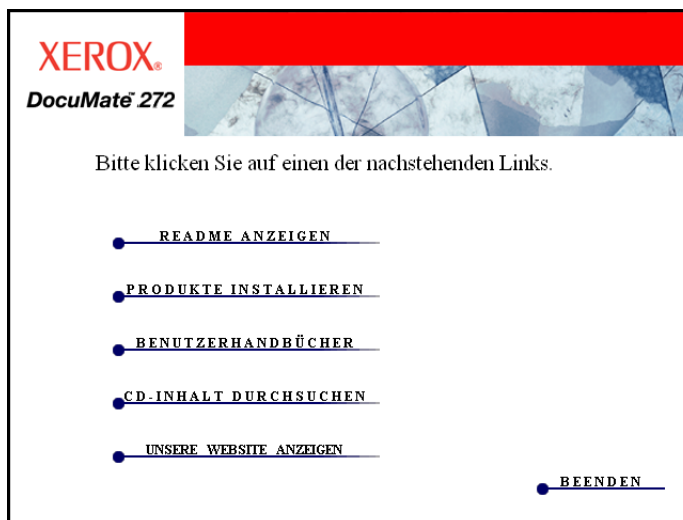 XEROX®
DocuMate™ 272
Bitte klicken Sie auf einen der nachstehenden Links.
README ANZEIGEN
PRODUKTE INSTALLIEREN
BENUTZERHANDBÜCHER
CD-INHALT DURCHSUCHEN
UNSERE WEBSITE ANZEIGEN
BEENDEN